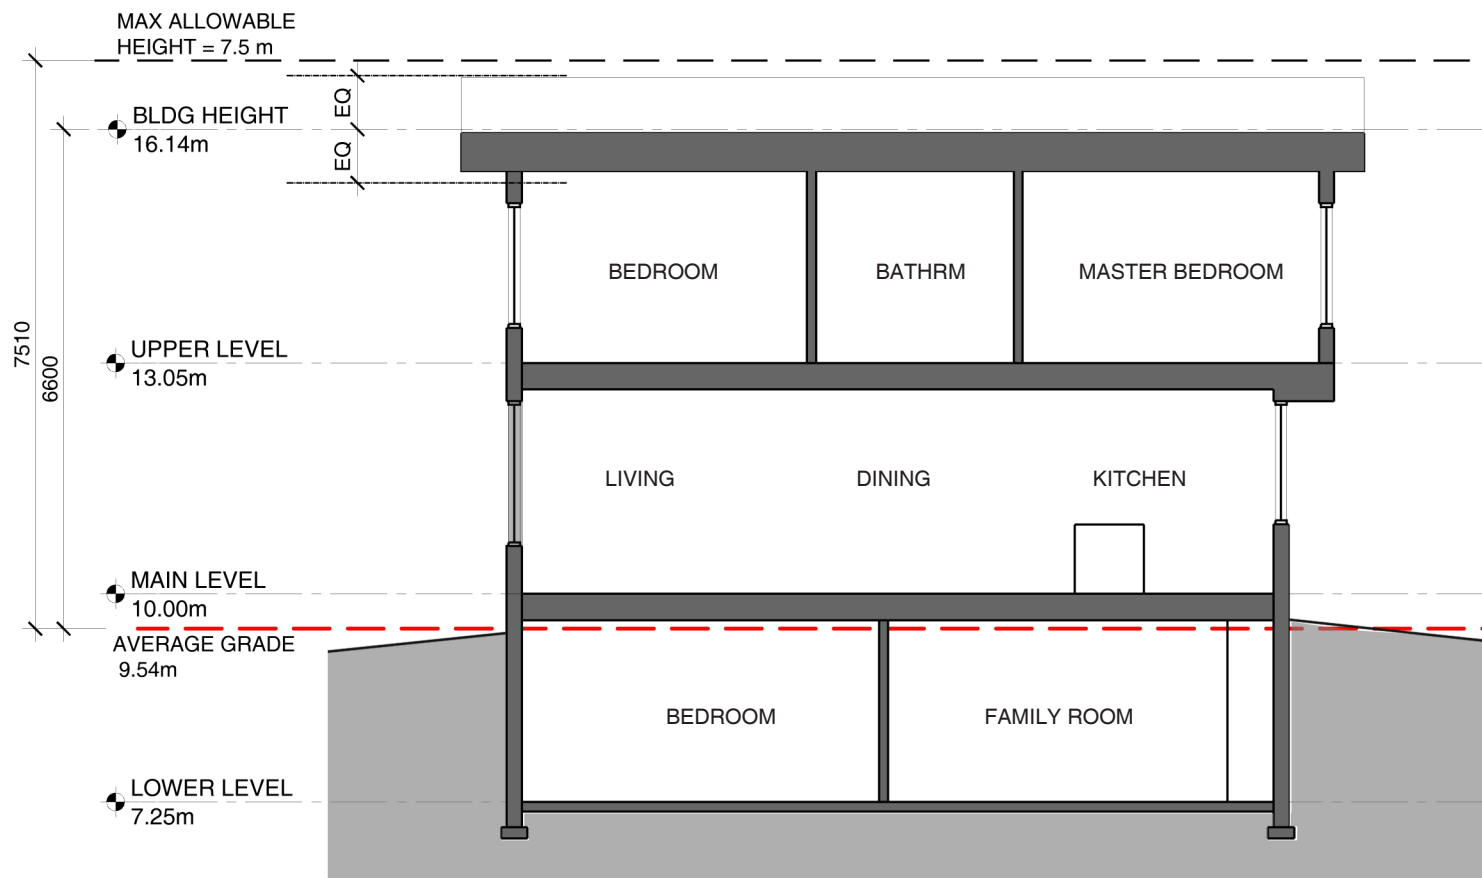 MAX ALLOWABLE
HEIGHT = 7.5 m
EQ
BLDG HEIGHT
16.14m
EQ
BEDROOM
BATHRM
MASTER BEDROOM
7510
6600
UPPER LEVEL
13.05m
LIVING
DINING
KITCHEN
MAIN LEVEL
10.00m
AVERAGE GRADE
9.54m
BEDROOM
FAMILY ROOM
LOWER LEVEL
7.25m